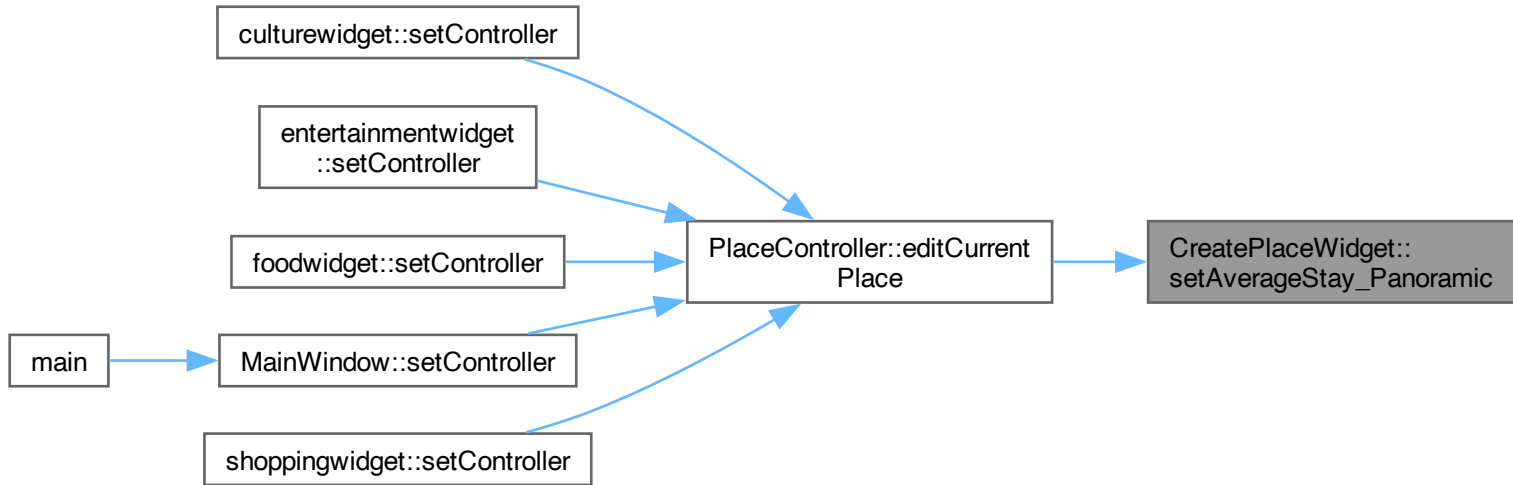 culturewidget::setController
entertainmentwidget
::setController
foodwidget::setController
main
MainWindow::setController
shoppingwidget::setController
PlaceController::editCurrent
Place
CreatePlaceWidget::
setAverageStay_Panoramic